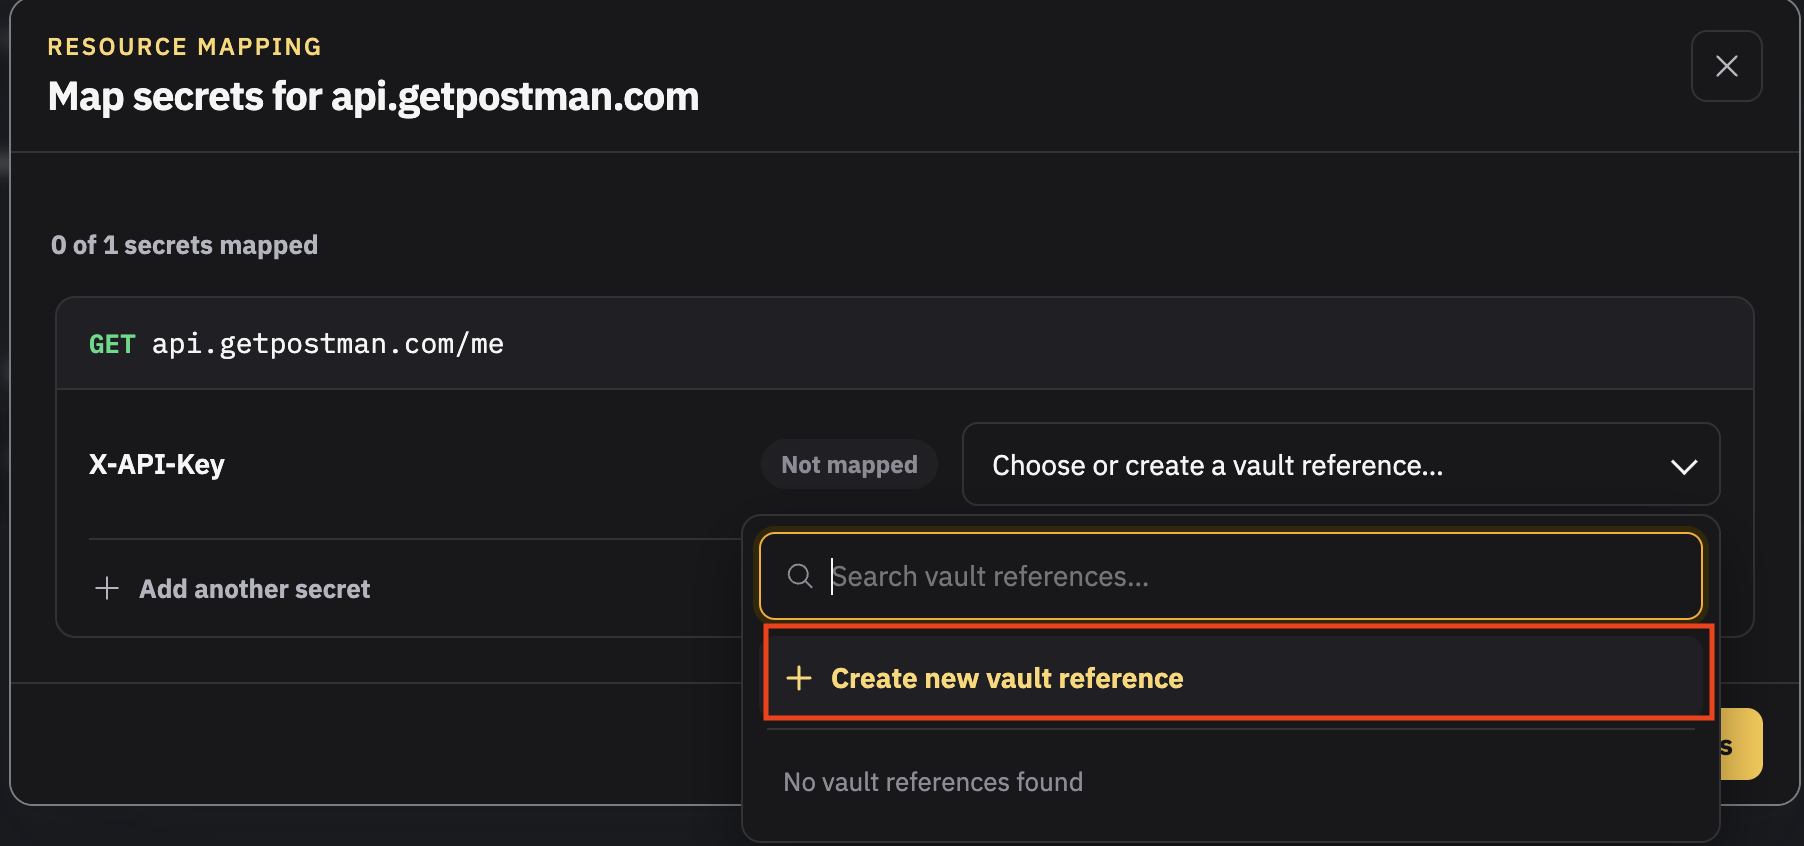 RESOURCE MAPPING
Map secrets for api.getpostman.com
0 of 1 secrets mapped
GET api.getpostman.com/me
X-API-Key
Not mapped
Choose or create a vault reference...
Add another secret
Search vault references...
Create new vault reference
No vault references found